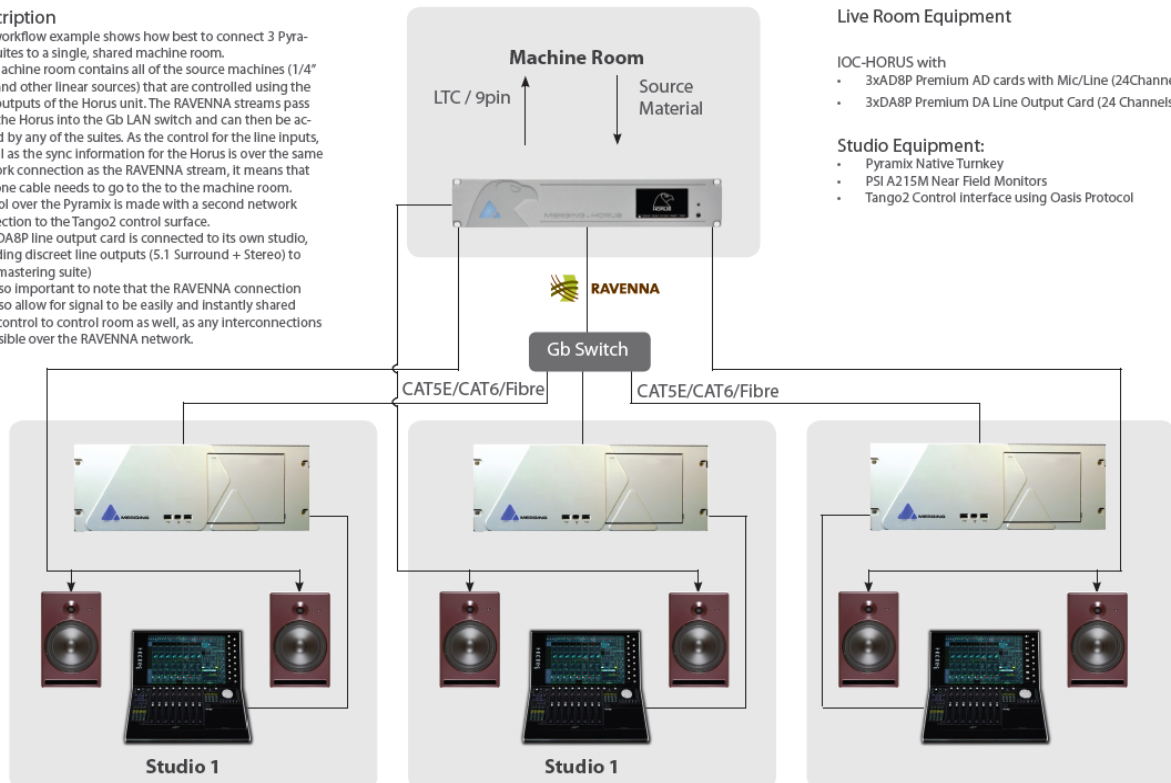 cription
workflow example shows how best to connect 3 Pyra-
uites to a single, shared machine room.
achine room contains all of the source machines (1/4”
and other linear sources) that are controlled using the
outputs of the Horus unit. The RAVENNA streams pass
the Horus into the Gb LAN switch and can then be ac-
d by any of the suites. As the control for the line inputs,
l as the sync information for the Horus is over the same
ork connection as the RAVENNA stream, it means that
one cable needs to go to the to the machine room.
ol over the Pyramix is made with a second network
ection to the Tango2 control surface.
DA8P line output card is connected to its own studio,
ding discreet line outputs (5.1 Surround + Stereo) to
mastering suite)
so important to note that the RAVENNA connection
so allow for signal to be easily and instantly shared
control to control room as well, as any interconnections
sible over the RAVENNA network.
Machine Room
LTC / 9pin
Source
Material
MERGING HORUS
HORUS
RAVENNA
Gb Switch
CAT5E/CAT6/Fibre
CAT5E/CAT6/Fibre
Live Room Equipment
IOC-HORUS with
• 3xAD8P Premium AD cards with Mic/Line (24Channe
• 3xDA8P Premium DA Line Output Card (24 Channels
Studio Equipment:
• Pyramix Native Turnkey
• PSI A215M Near Field Monitors
• Tango2 Control interface using Oasis Protocol
MERGING
MERGING
MERGING
Studio 1
Studio 1